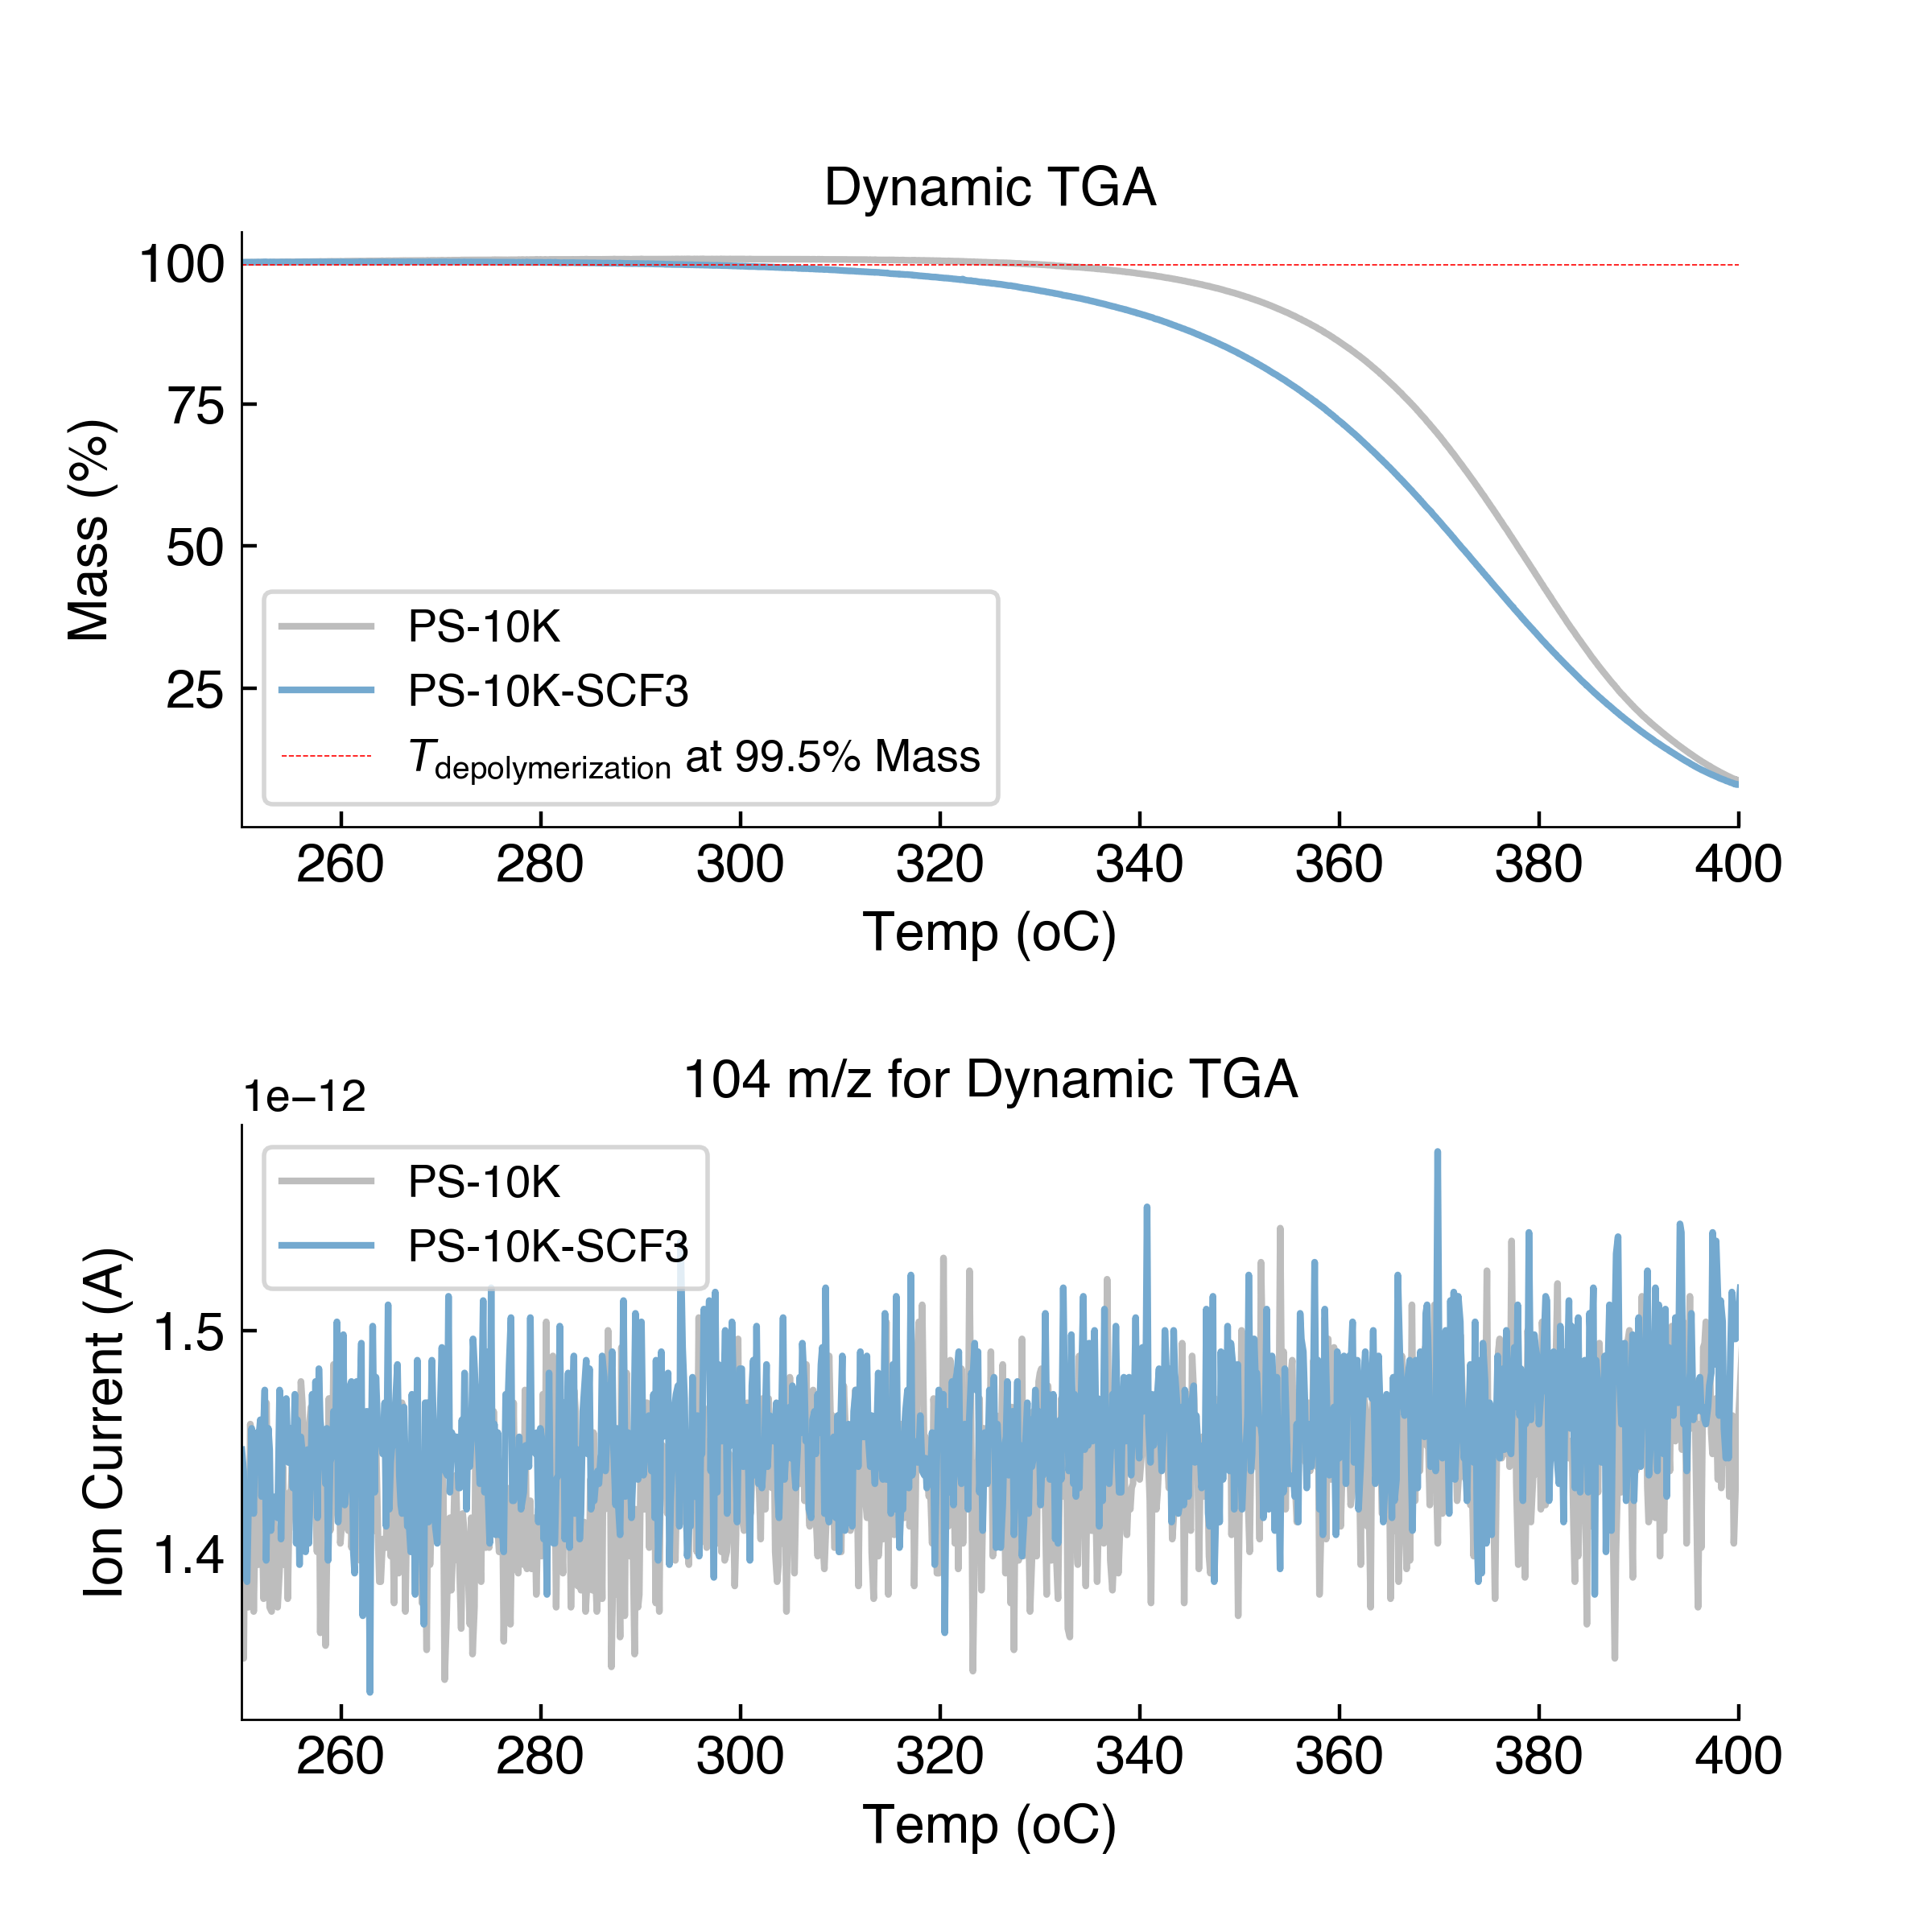 Dynamic TGA
100
75
50
25
Mass (%)
PS-10K
PS-10K-SCF3
Tdepolymerization at 99.5% Mass
260 280 300 320 340 360 380 400
Temp (oC)
104 m/z for Dynamic TGA
1e−12
PS-10K
PS-10K-SCF3
1.5
1.4
Ion Current (A)
260 280 300 320 340 360 380 400
Temp (oC)